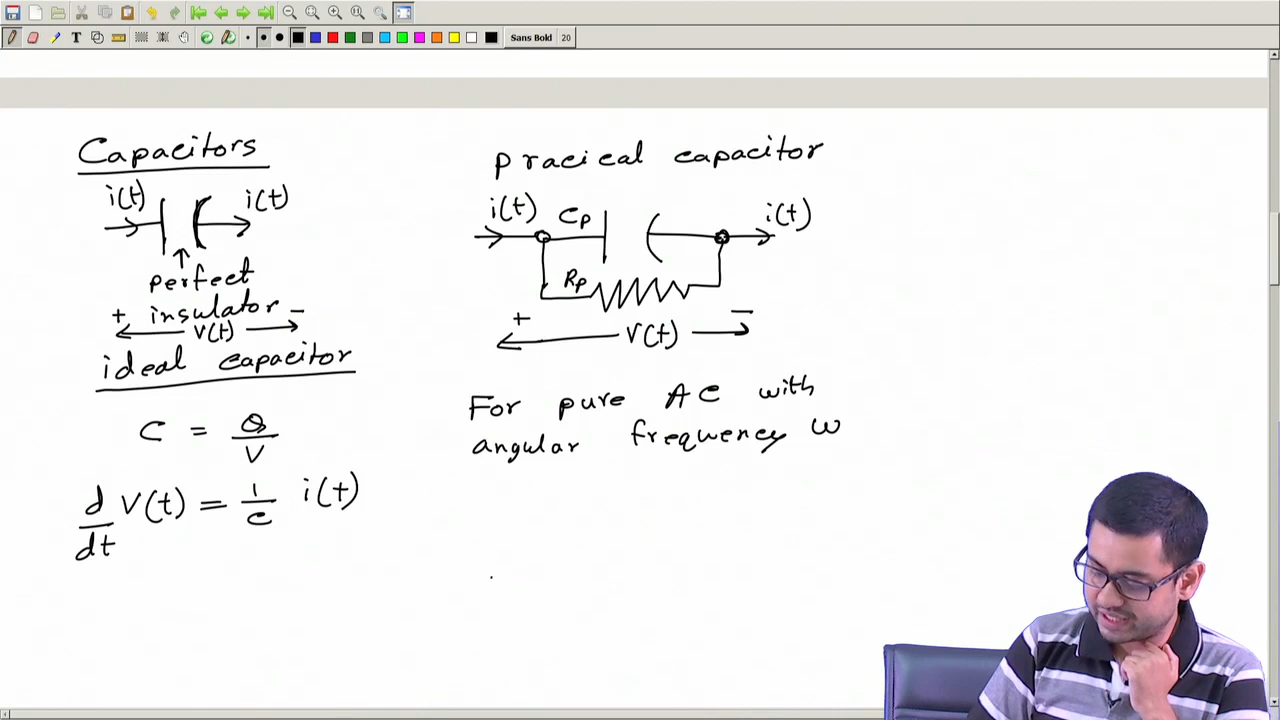 Sans Bokl 20
Capacitors
i(t) i(t)
perfect
insulator
+ -
V(t)
ideal capacitor
C = Q/V
d/dt V(t) = 1/C i(t)
pracical capacitor
i(t) Cp i(t)
Rp
+ -
V(t)
For pure AC with
angular frequency ω